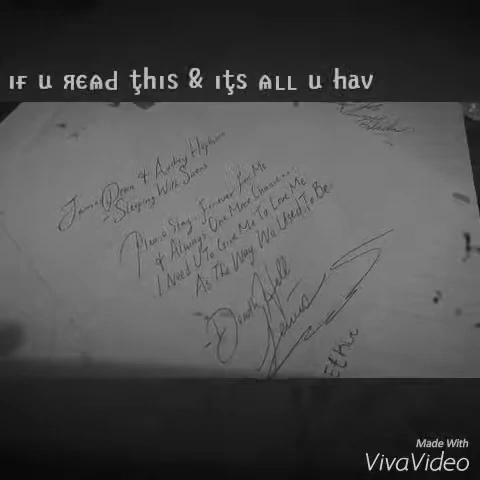 if u read this & its all u hav
James Dean & Audrey Hepburn
- Sleeping With Sirens
Please Stay Forever For Me
& Always One More Chance...
I Need U To Give Me To Love Me
As The Way We Used To Be
Made With
VivaVideo